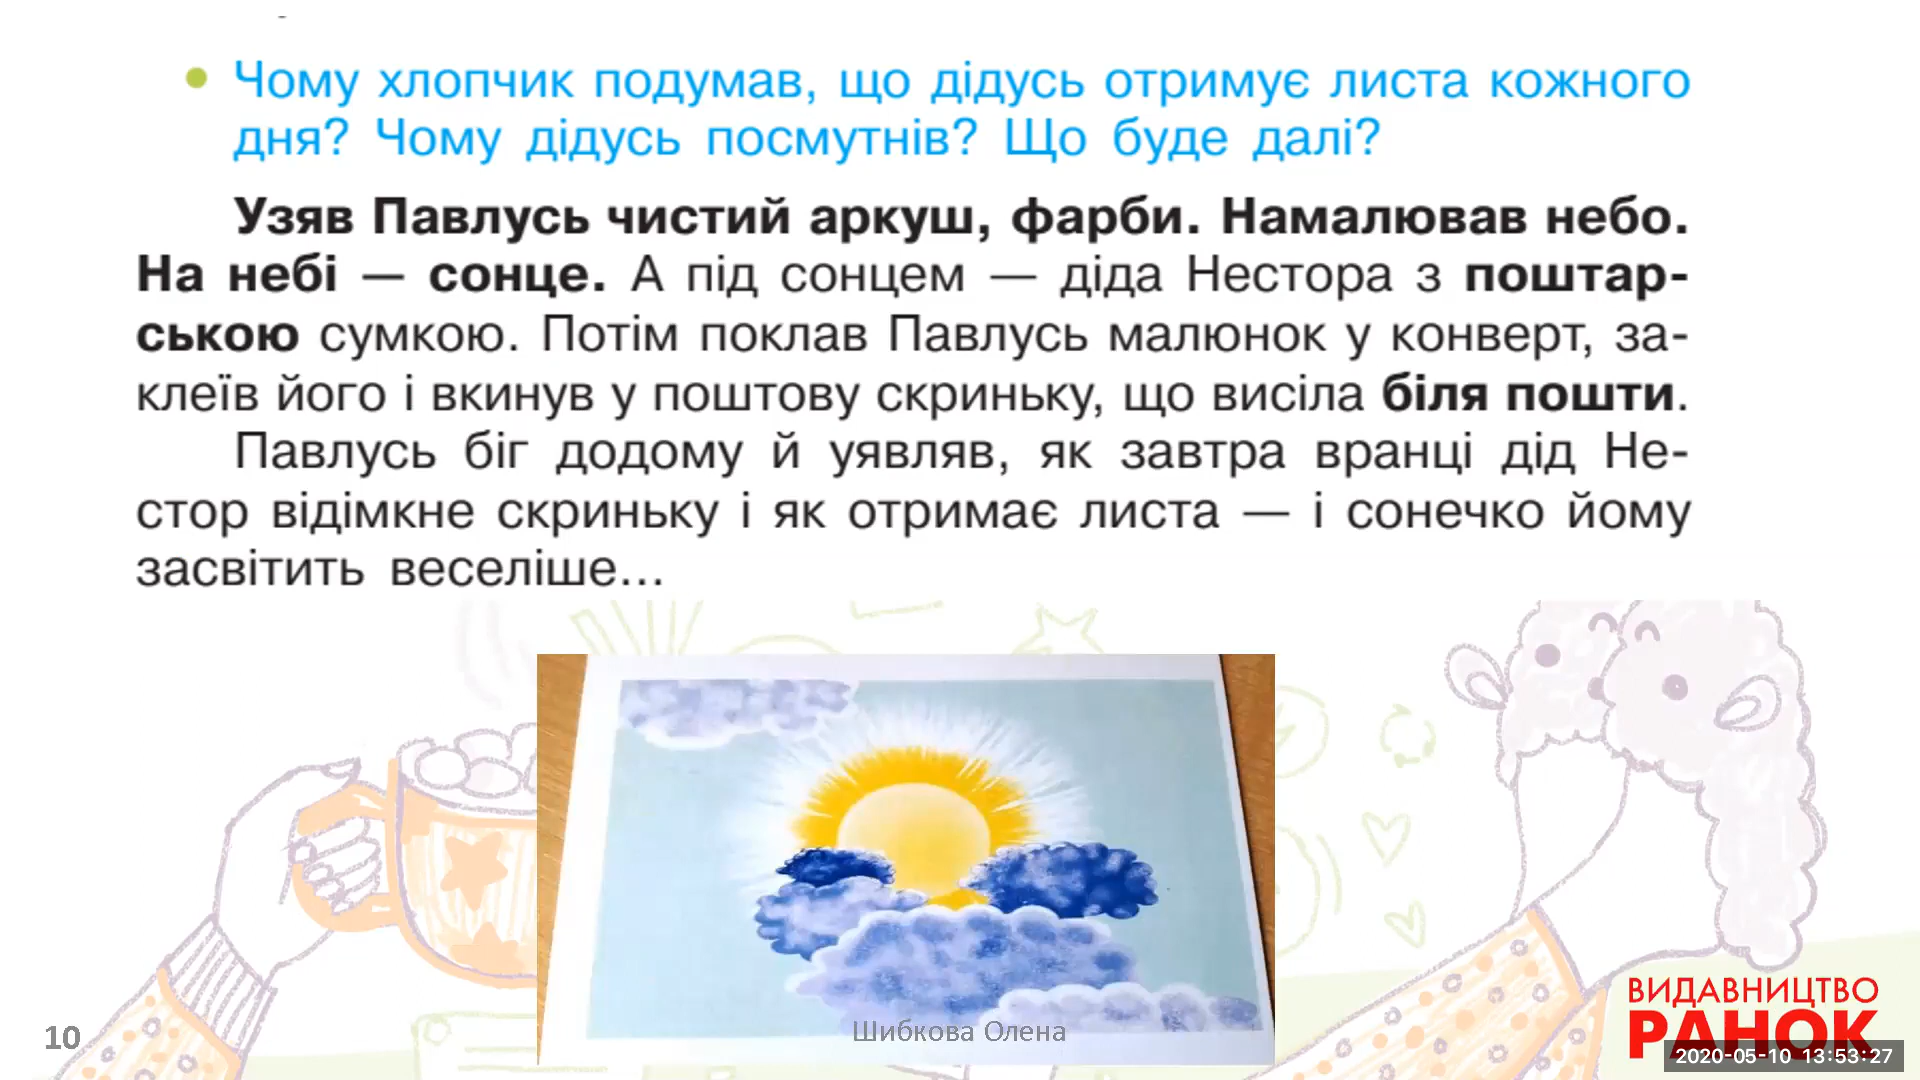 Чому хлопчик подумав, що дідусь отримує листа кожного
дня? Чому дідусь посмутнів? Що буде далі?
Узяв Павлусь чистий аркуш, фарби. Намалював небо.
На небі — сонце. А під сонцем — діда Нестора з поштар-
ською сумкою. Потім поклав Павлусь малюнок у конверт, за-
клеїв його і вкинув у поштову скриньку, що висіла біля пошти.
Павлусь біг додому й уявляв, як завтра вранці дід Не-
стор відімкне скриньку і як отримає листа — і сонечко йому
засвітить веселіше...
10
Шибкова Олена
ВИДАВНИЦТВО
РАНОК
2020-05-10 13:53:27